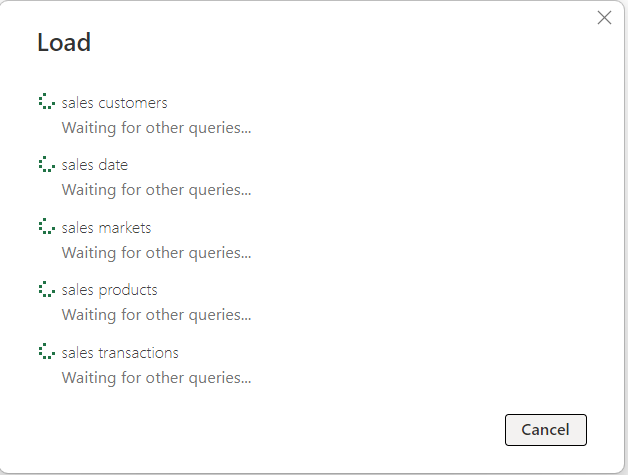 Load
sales customers
Waiting for other queries...
sales date
Waiting for other queries...
sales markets
Waiting for other queries...
sales products
Waiting for other queries...
sales transactions
Waiting for other queries...
Cancel